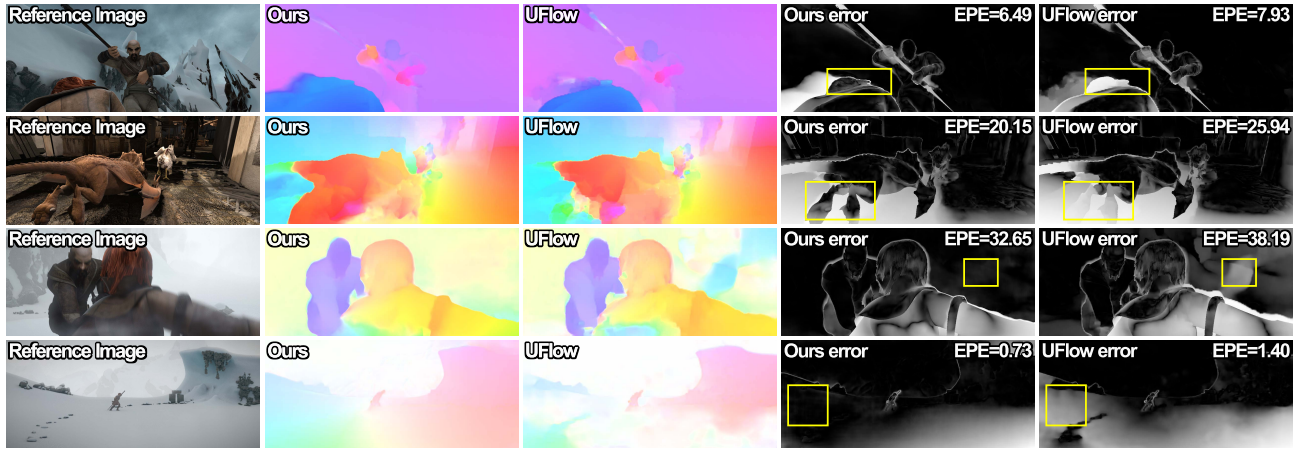 Reference Image Ours UFlow Ours error EPE=6.49 UFlow error EPE=7.93
Reference Image Ours UFlow Ours error EPE=20.15 UFlow error EPE=25.94
Reference Image Ours UFlow Ours error EPE=32.65 UFlow error EPE=38.19
Reference Image Ours UFlow Ours error EPE=0.73 UFlow error EPE=1.40